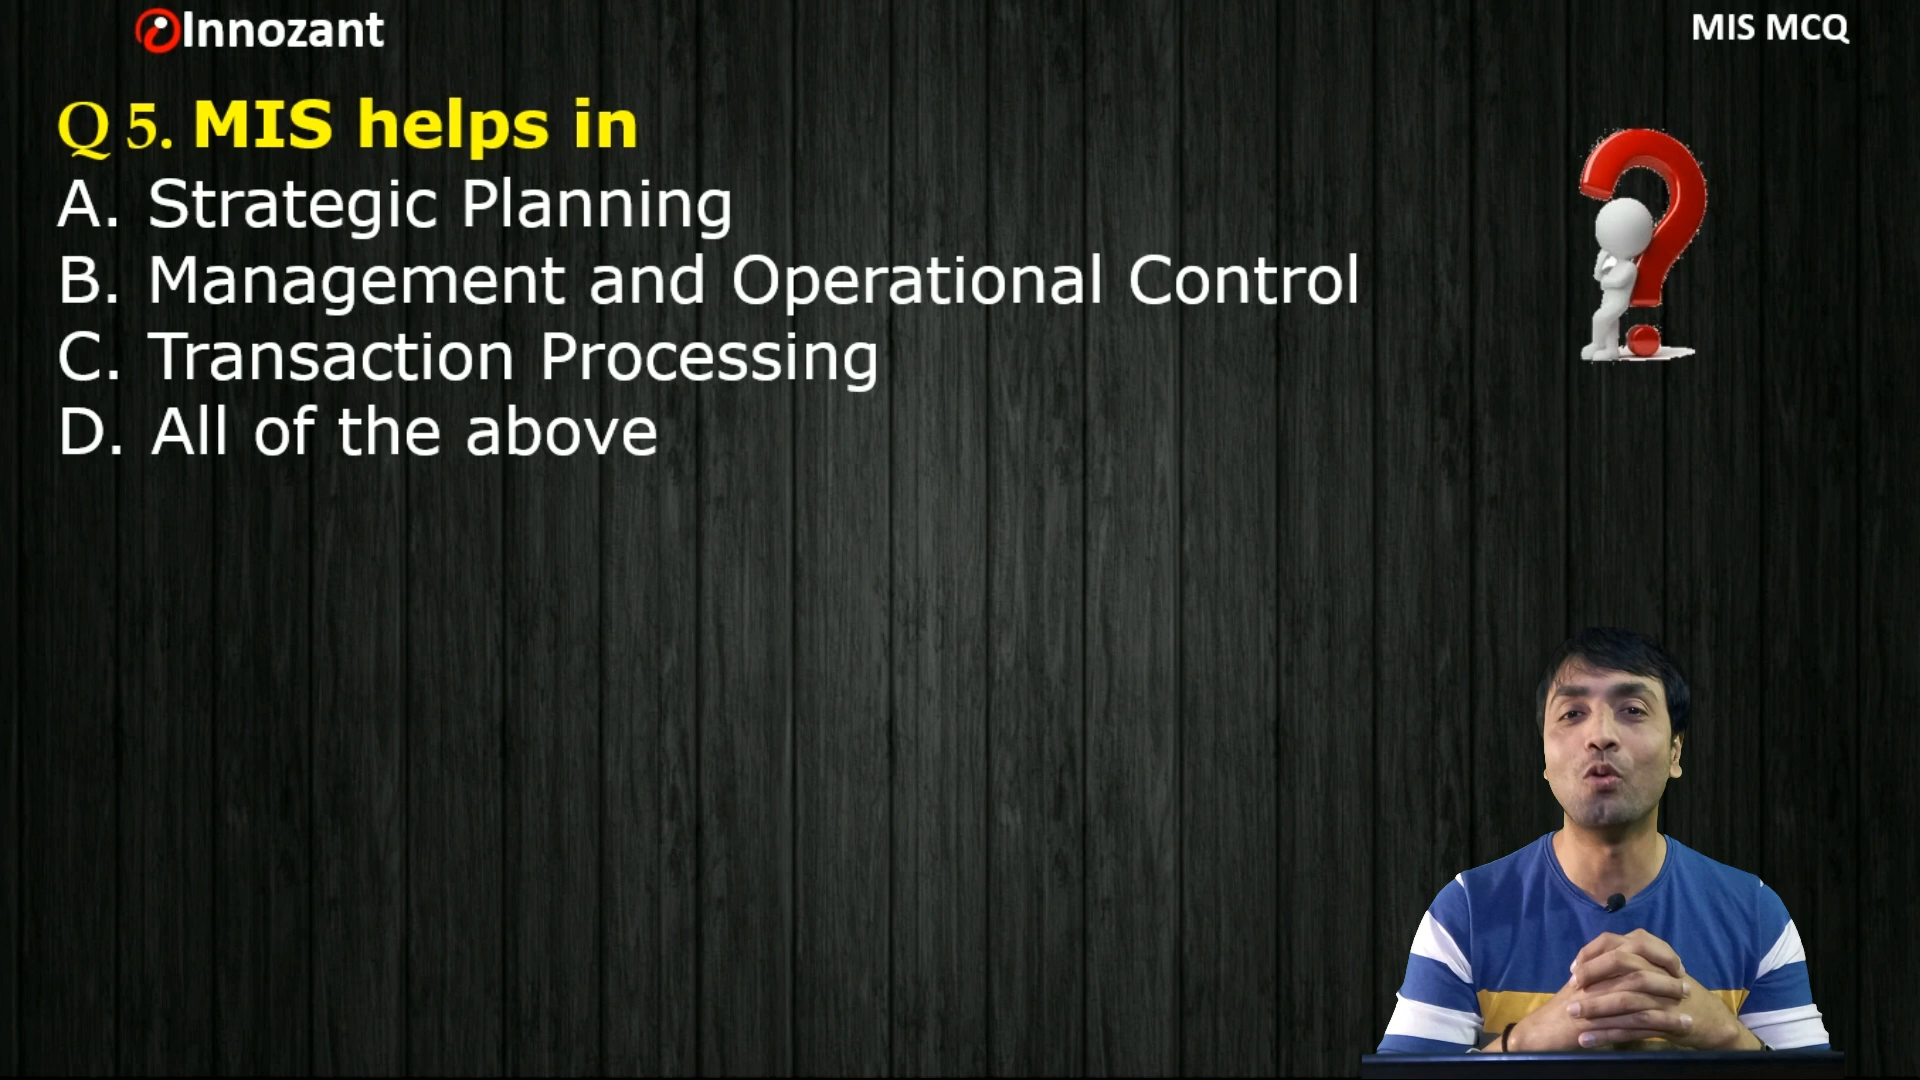 Innozant
MIS MCQ
Q 5. MIS helps in
A. Strategic Planning
B. Management and Operational Control
C. Transaction Processing
D. All of the above